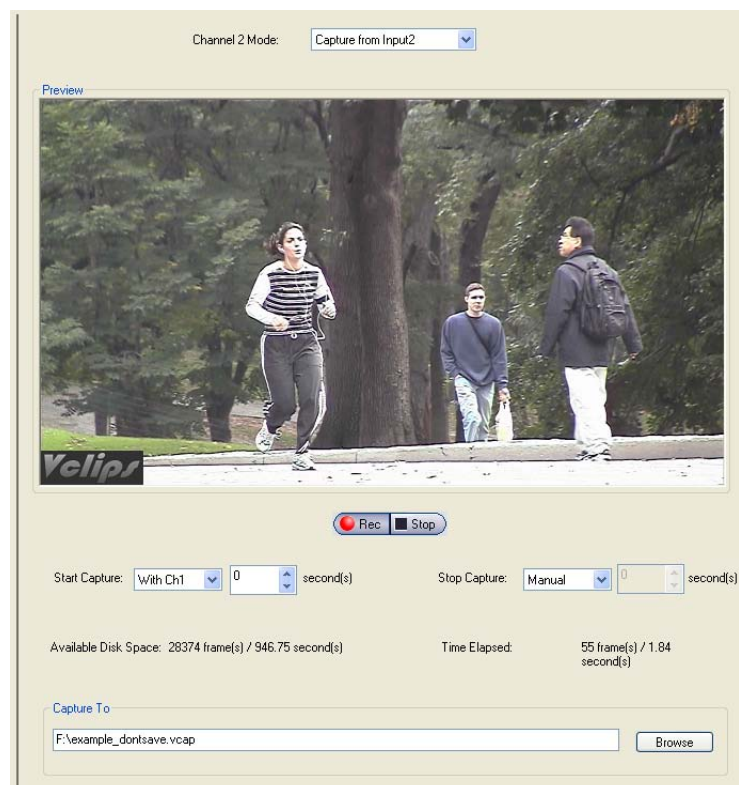 Channel 2 Mode: Capture from Input2
Preview
Vclips
Rec Stop
Start Capture: With Ch1 0 second(s) Stop Capture: Manual 0 second(s)
Available Disk Space: 28374 frame(s) / 946.75 second(s) Time Elapsed: 55 frame(s) / 1.84
second(s)
Capture To
F:\example_dontsave.vcap Browse